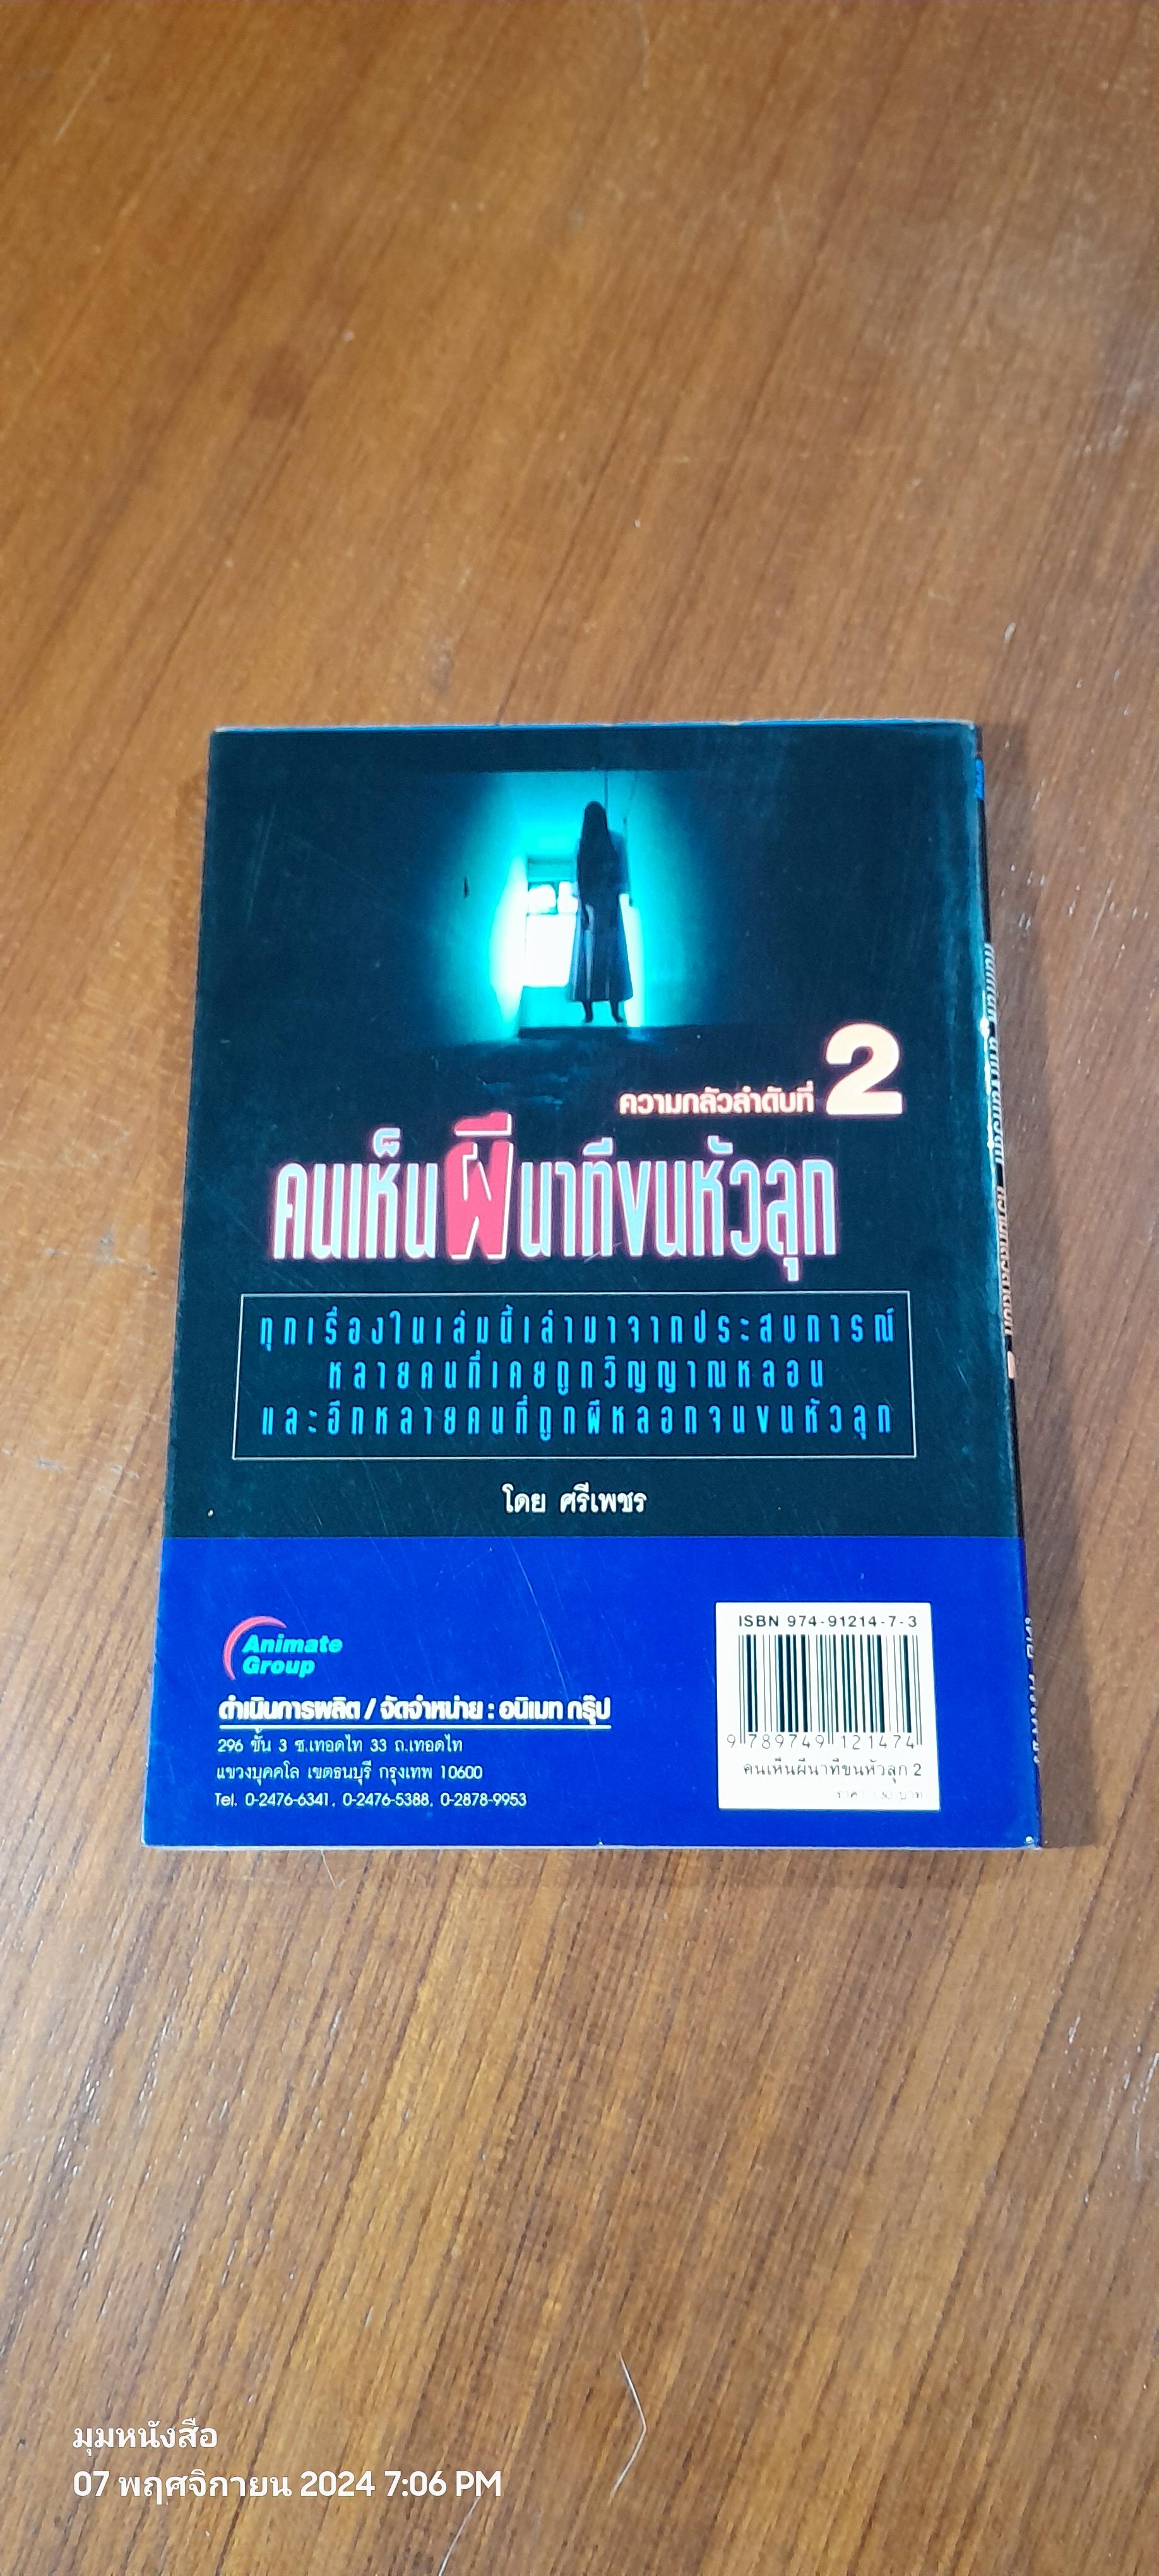 ความกลัวลำดับที่ 2
คนเห็นผีนาทีขนหัวลุก
ทุกเรื่องในเล่มนี้เล่ามาจากประสบการณ์
หลายคนที่เคยถูกวิญญาณหลอน
และอีกหลายคนที่ถูกผีหลอกจนขนหัวลุก
โดย ศรีเพชร
Animate
Group
ดำเนินการผลิต / จัดจำหน่าย : อนิเมท กรุ๊ป
296 ชั้น 3 ซ.เทอดไท 33 ถ.เทอดไท
แขวงบุคคโล เขตธนบุรี กรุงเทพ 10600
Tel. 0-2476-6341, 0-2476-5388, 0-2878-9953
ISBN 974-91214-7-3
9 789749 121474
คนเห็นผีนาทีขนหัวลุก 2
มุมหนังสือ
07 พฤศจิกายน 2024 7:06 PM